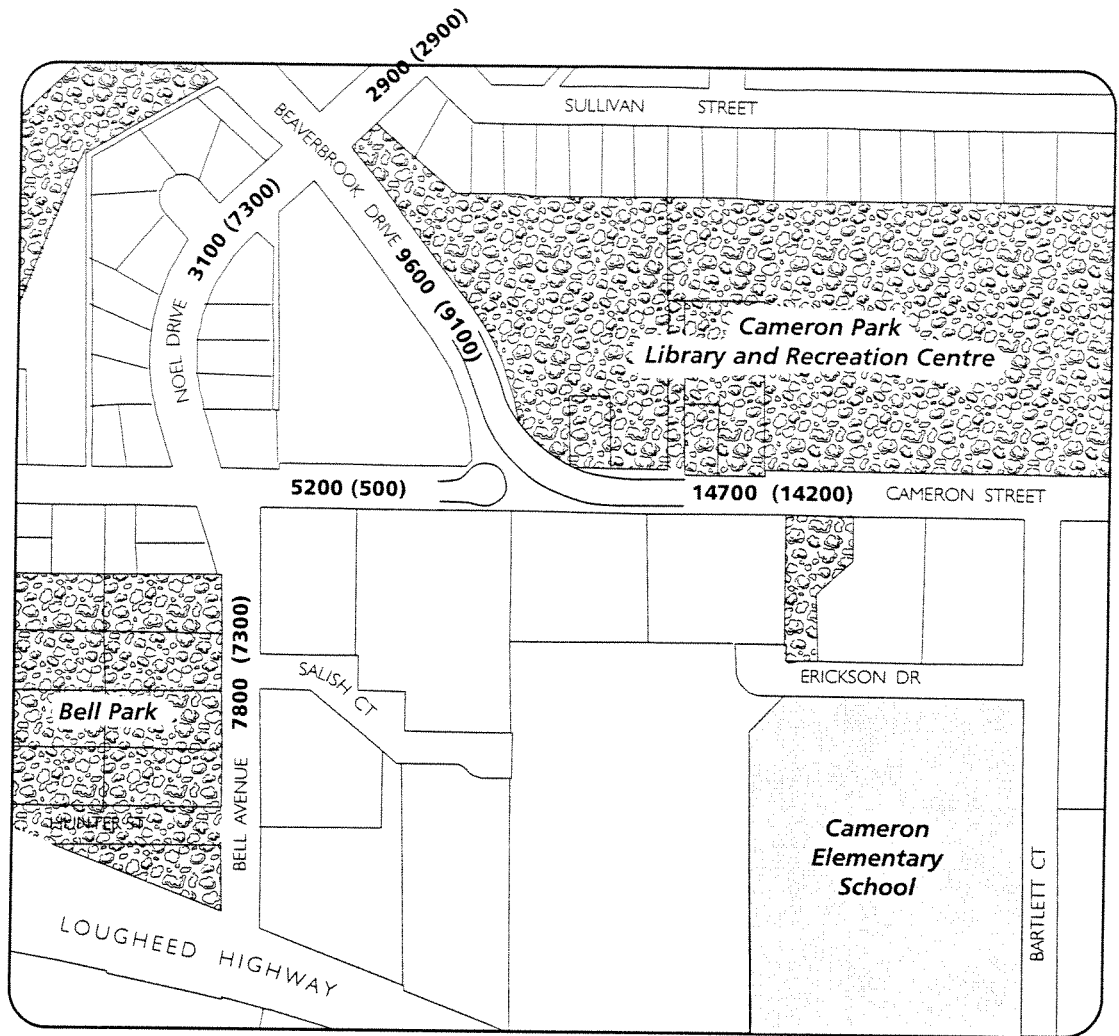 2900 (2900)
SULLIVAN STREET
BEAVERBROOK DRIVE
9600 (9100)
3100 (7300)
NOEL DRIVE
Cameron Park
Library and Recreation Centre
5200 (500)
14700 (14200)
CAMERON STREET
7800 (7300)
BELL AVENUE
SALISH CT
ERICKSON DR
Bell Park
HUNTER ST
Cameron
Elementary
School
BARTLETT CT
LOUGHEED HIGHWAY